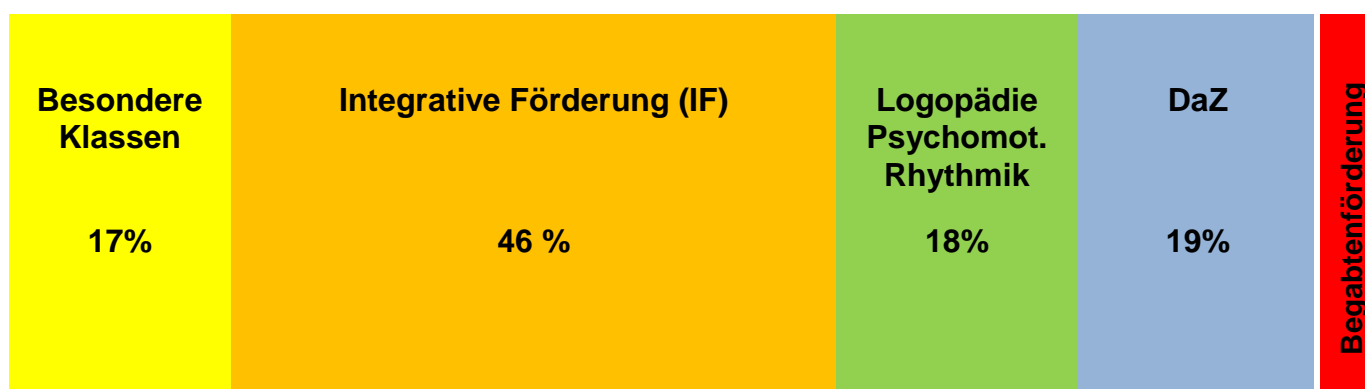 Besondere
Klassen
17%
Integrative Förderung (IF)
46 %
Logopädie
Psychomot.
Rhythmik
18%
DaZ
19%
Begabtenförderung